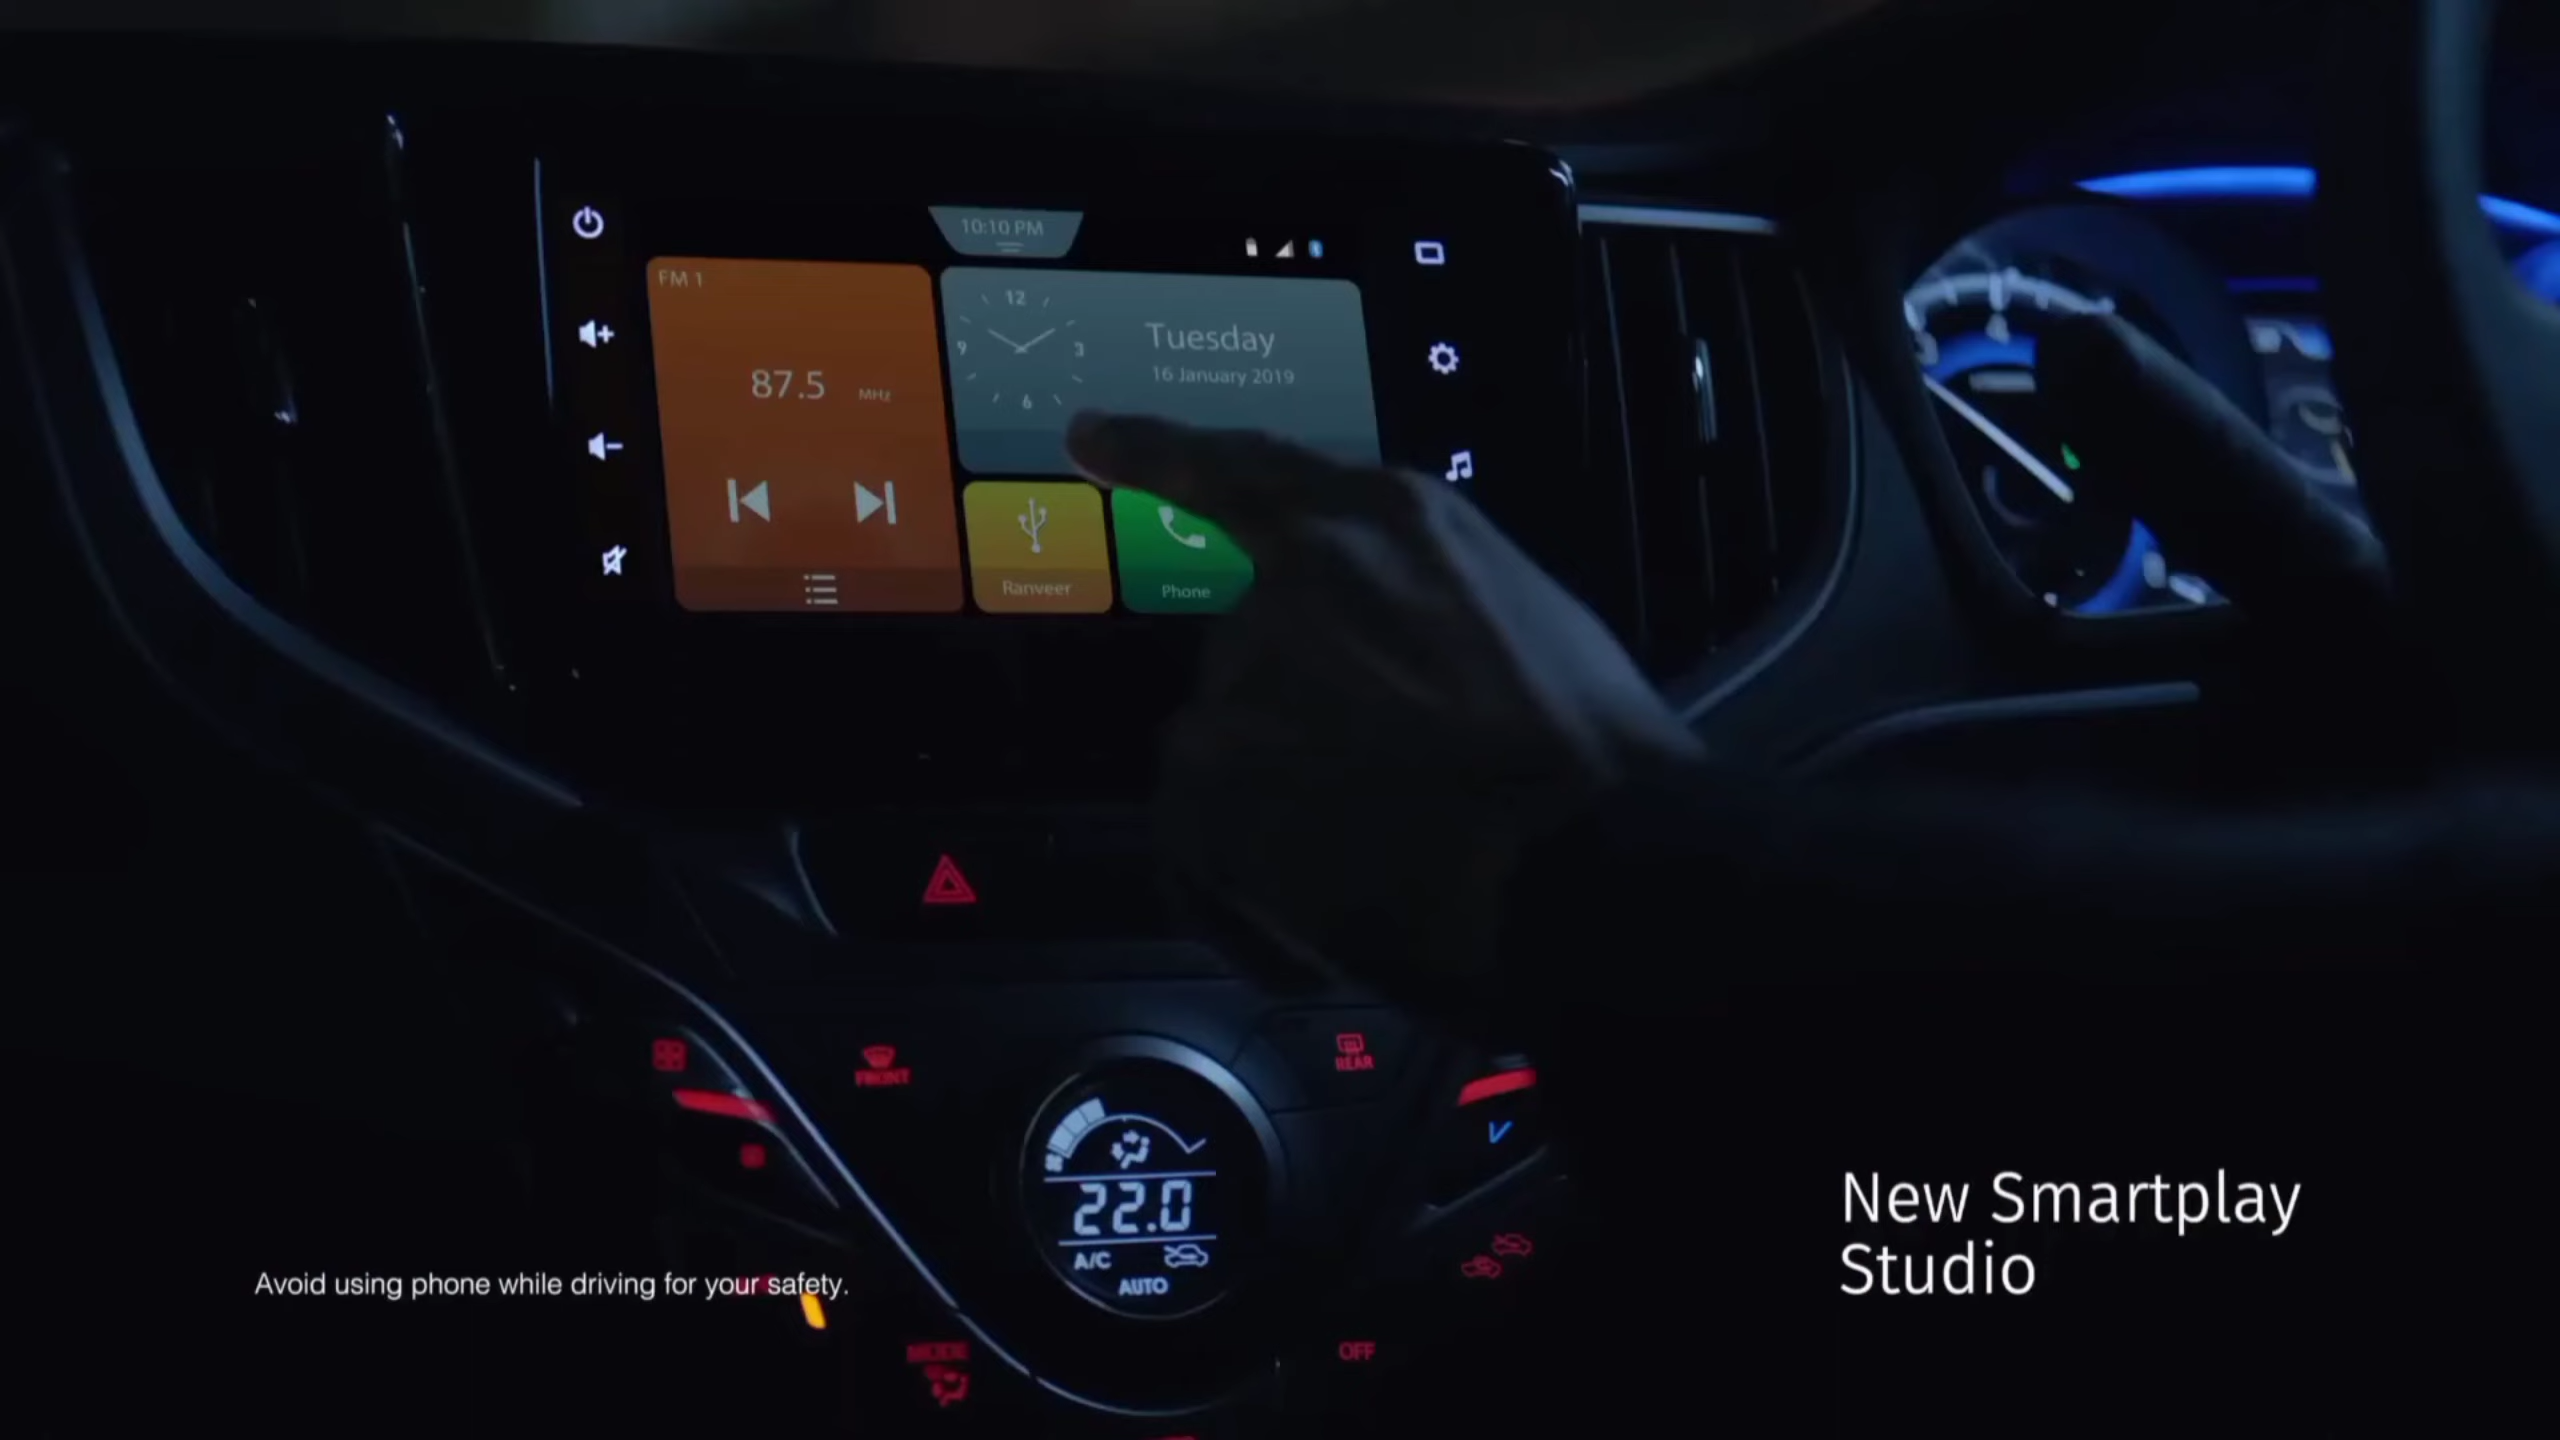 10:10 PM
FM 1
12
9
3
6
Tuesday
16 January 2019
87.5 MHz
Ranveer
Phone
FRONT
REAR
22.0
A/C
AUTO
MODE
OFF
Avoid using phone while driving for your safety.
New Smartplay
Studio